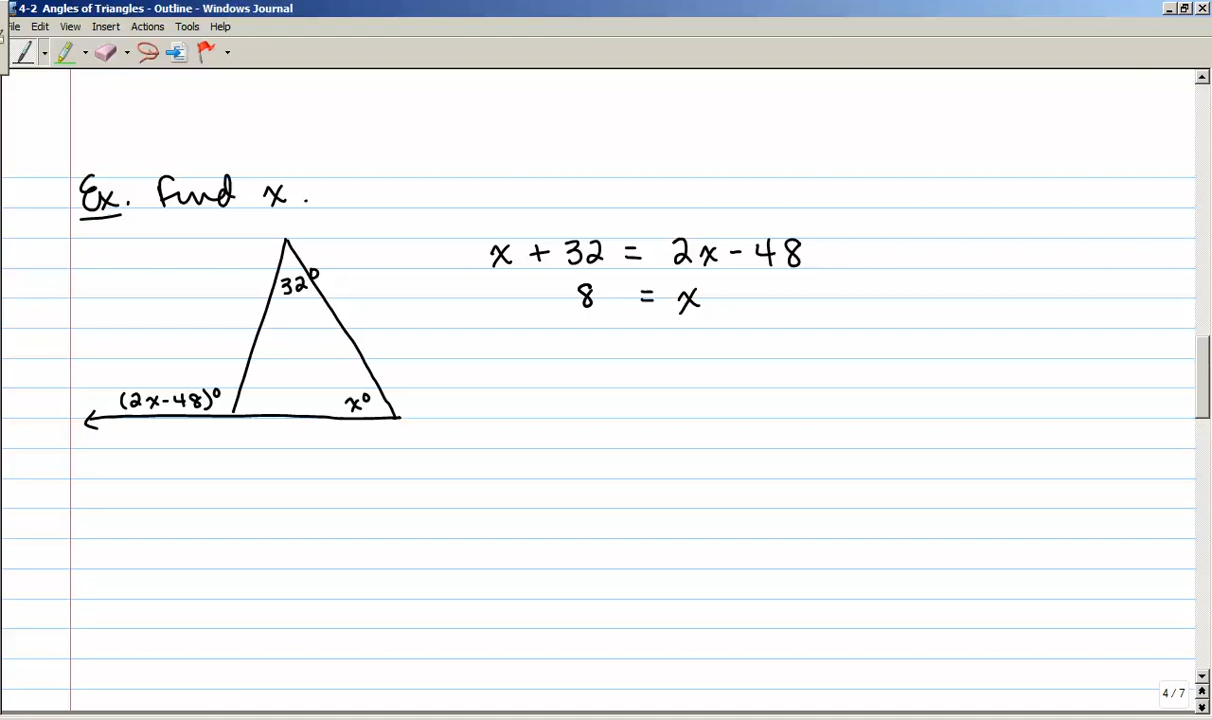 4-2 Angles of Triangles - Outline - Windows Journal
File Edit View Insert Actions Tools Help
Ex. Find x.
x + 32 = 2x - 48
8 = x
32°
(2x-48)°
x°
4 / 7